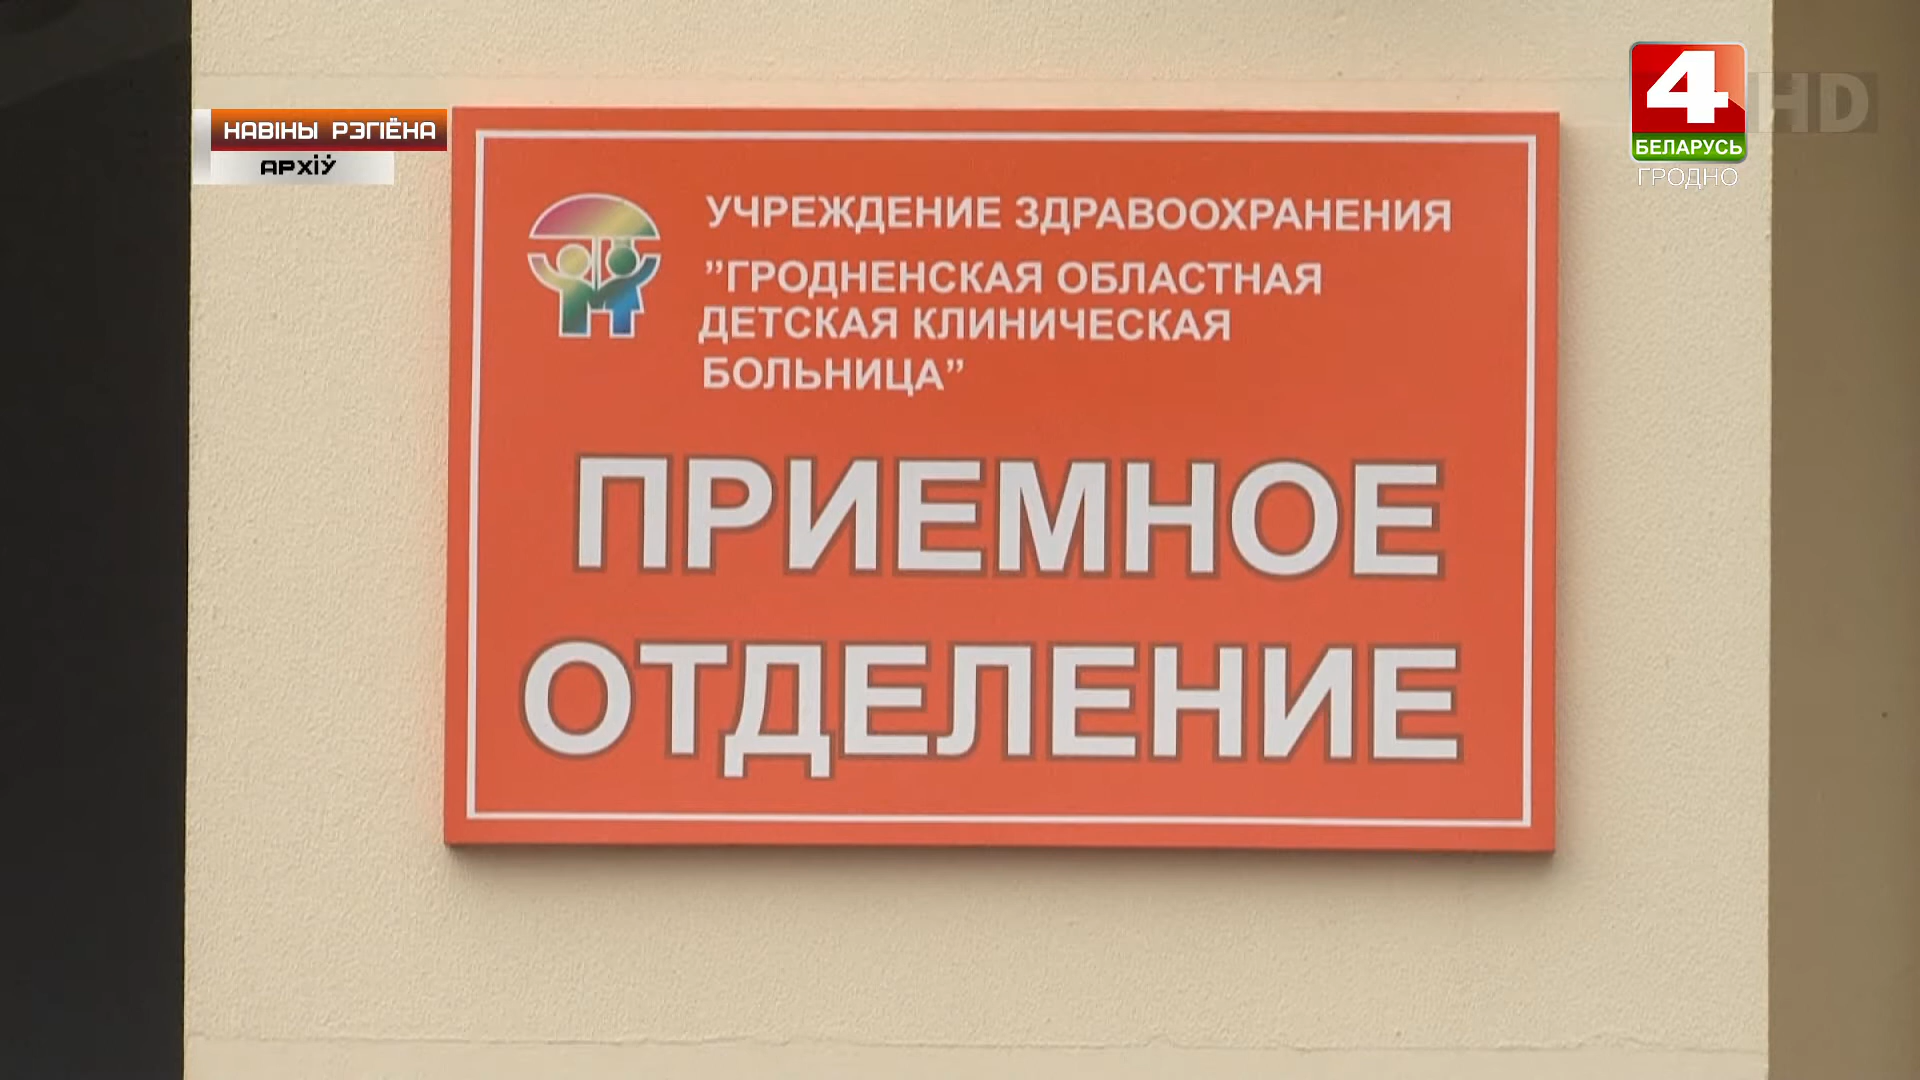 НАВІНЫ РЭГІЁНА
АРХІЎ
4 HD
БЕЛАРУСЬ
ГРОДНО
УЧРЕЖДЕНИЕ ЗДРАВООХРАНЕНИЯ
”ГРОДНЕНСКАЯ ОБЛАСТНАЯ
ДЕТСКАЯ КЛИНИЧЕСКАЯ
БОЛЬНИЦА”
ПРИЕМНОЕ
ОТДЕЛЕНИЕ